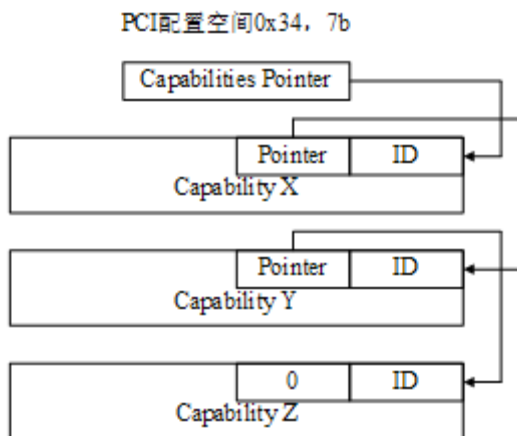 PCI配置空间0x34，7b
Capabilities Pointer
Pointer ID
Capability X
Pointer ID
Capability Y
0 ID
Capability Z